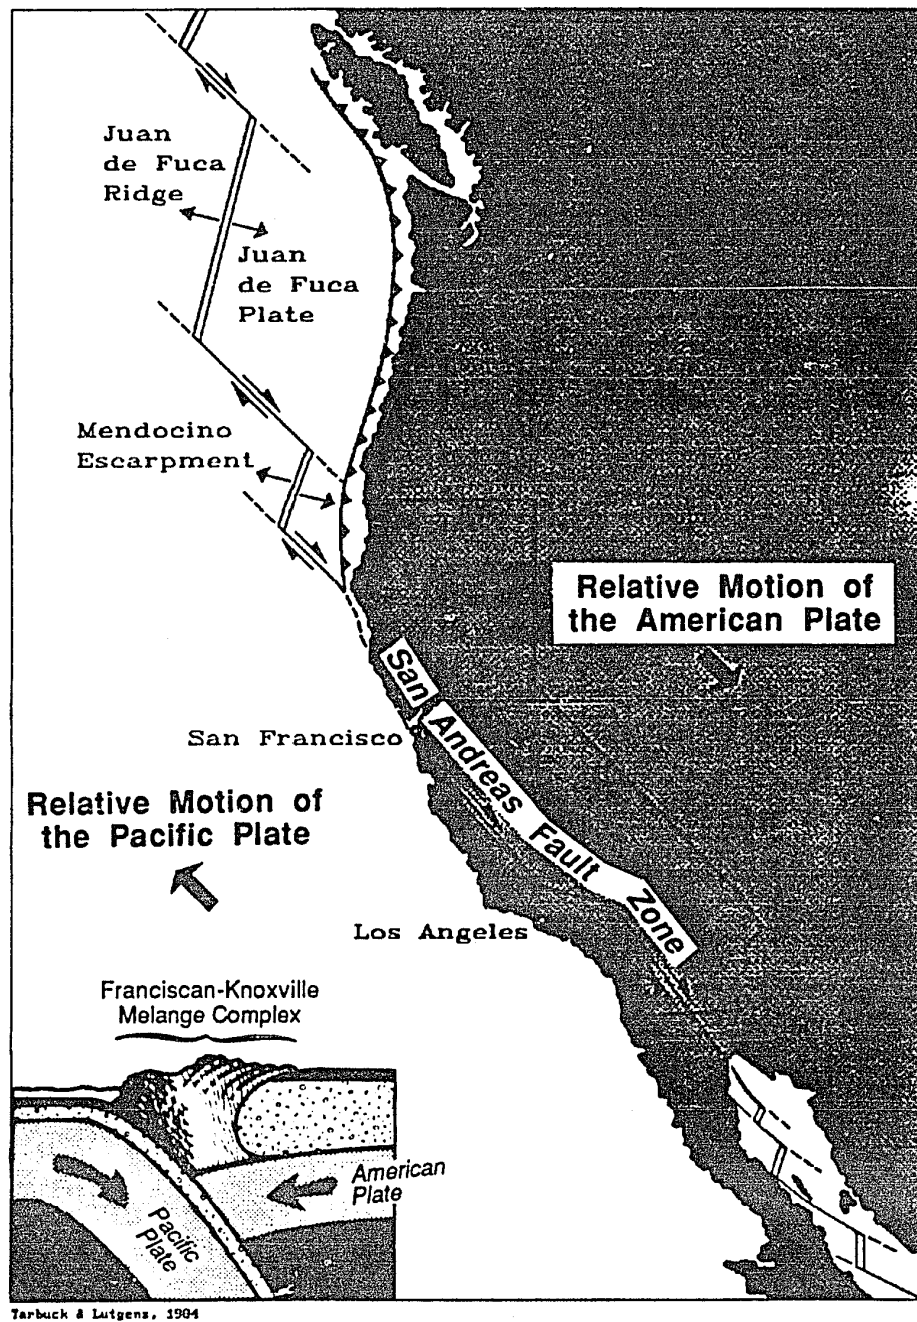 Juan
de Fuca
Ridge
Juan
de Fuca
Plate
Mendocino
Escarpment
Relative Motion of
the American Plate
San Andreas Fault Zone
San Francisco
Relative Motion of
the Pacific Plate
Los Angeles
Franciscan-Knoxville
Melange Complex
American
Plate
Pacific
Plate
Tarbuck & Lutgens, 1984